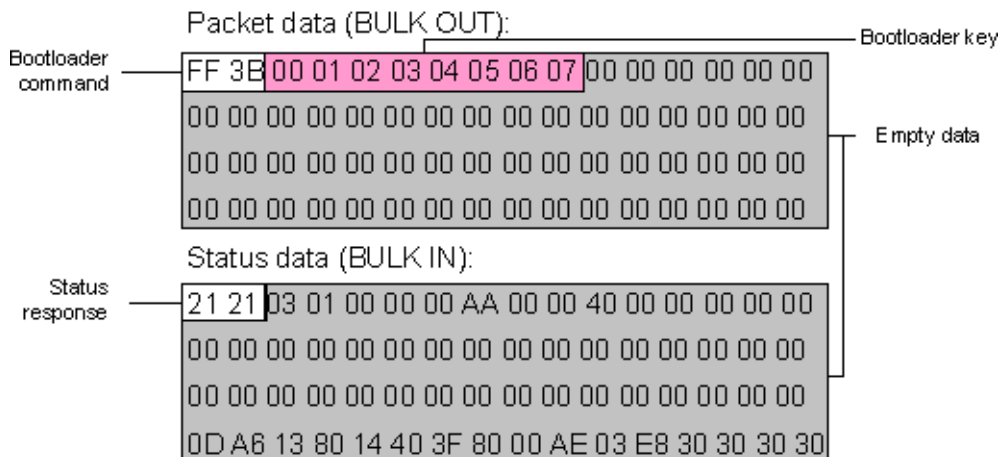 Packet data (BULK OUT):
Bootloader key
Bootloader
command
FF 3B 00 01 02 03 04 05 06 07 00 00 00 00 00 00
00 00 00 00 00 00 00 00 00 00 00 00 00 00 00 00
Empty data
00 00 00 00 00 00 00 00 00 00 00 00 00 00 00 00
00 00 00 00 00 00 00 00 00 00 00 00 00 00 00 00
Status data (BULK IN):
Status
response
21 21 03 01 00 00 00 AA 00 00 40 00 00 00 00 00
00 00 00 00 00 00 00 00 00 00 00 00 00 00 00 00
00 00 00 00 00 00 00 00 00 00 00 00 00 00 00 00
0D A6 13 80 14 40 3F 80 00 AE 03 E8 30 30 30 30